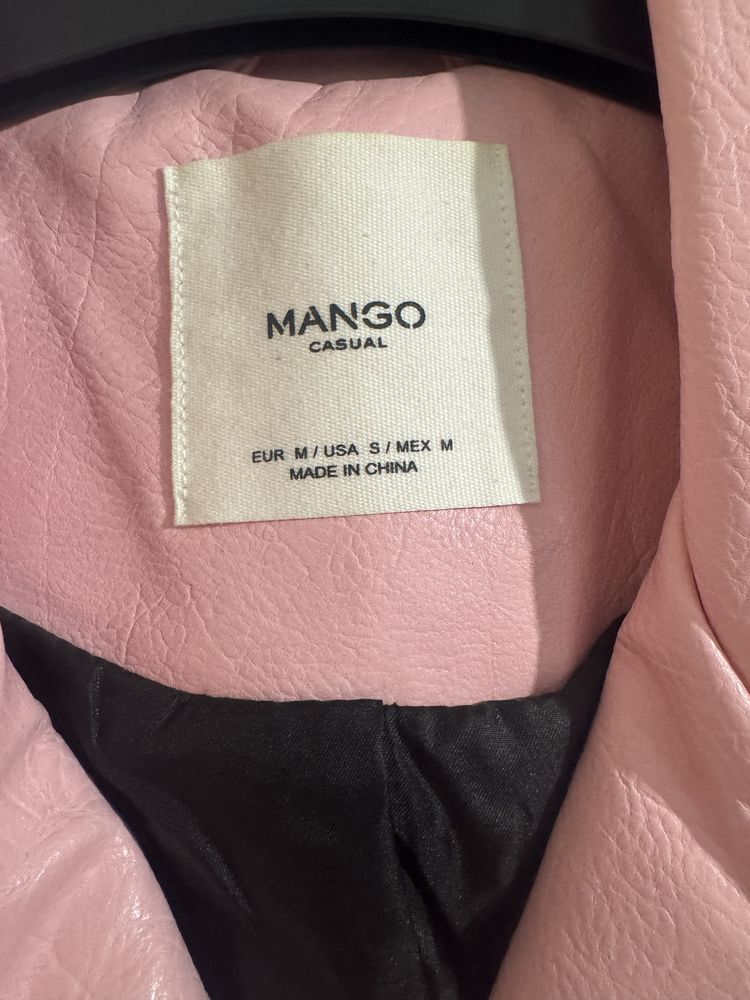 MANGO
CASUAL
EUR M / USA S / MEX M
MADE IN CHINA